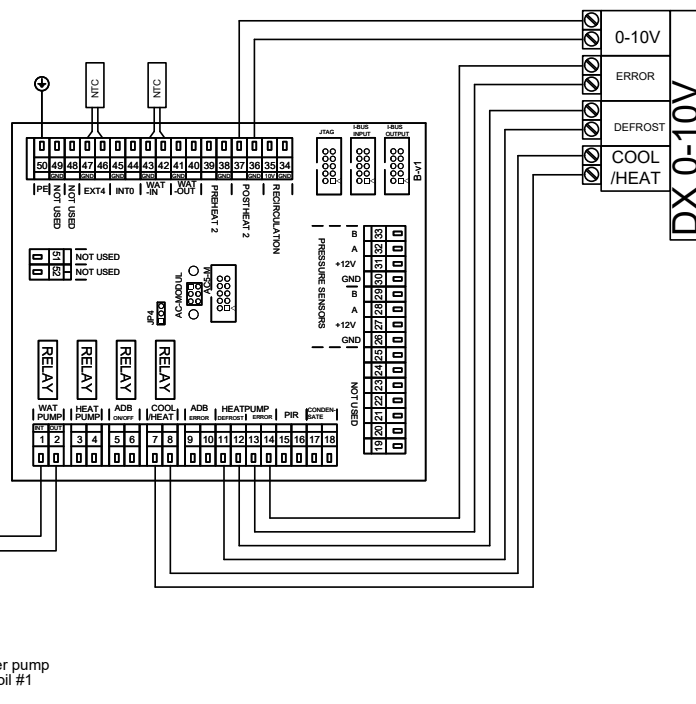 0-10V
ERROR
DEFROST
COOL
/HEAT
DX 0-10V
NTC
NTC
JTAG
I-BUS
INPUT
I-BUS
OUTPUT
50 49 48 47 46 45 44 43 42 41 40 39 38 37 36 35 34
GND GND GND GND GND GND GND 10V GND
PE
NOT USED
NOT USED
EXT4
INT0
WAT
-IN
WAT
-OUT
PREHEAT 2
POSTHEAT 2
RECIRCULATION
51 NOT USED
52 NOT USED
AC-MODUL
AC5-M
JP4
PRESSURE SENSORS
B 33
A 32
+12V 31
GND 30
B 29
A 28
+12V 27
GND 26
25
24
23
22
21
20
19
NOT USED
RELAY
RELAY
RELAY
RELAY
WAT
PUMP
HEAT
PUMP
ADB
ON/OFF
COOL
/HEAT
ADB
ERROR
HEATPUMP
DEFROST ERROR
PIR
CONDEN-
SATE
INT OUT
1 2 3 4 5 6 7 8 9 10 11 12 13 14 15 16 17 18
er pump
oil #1